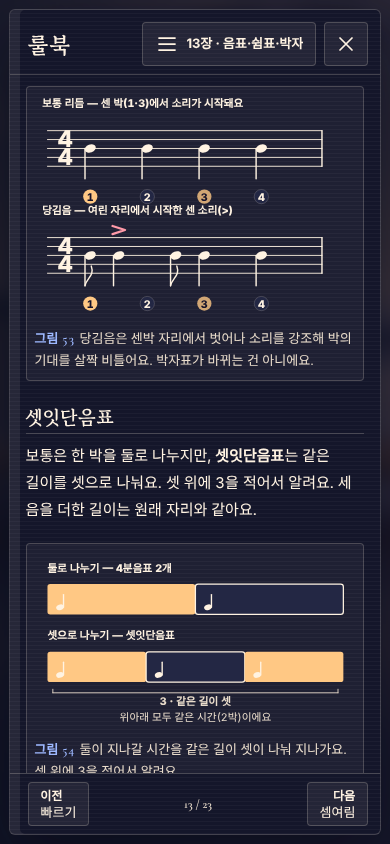 룰북
13장 · 음표·쉼표·박자
보통 리듬 — 센 박(1·3)에서 소리가 시작돼요
4
4
1 2 3 4
당김음 — 여린 자리에서 시작한 센 소리(>)
>
4
4
1 2 3 4
그림 53 당김음은 센박 자리에서 벗어나 소리를 강조해 박의
기대를 살짝 비틀어요. 박자표가 바뀌는 건 아니에요.
셋잇단음표
보통은 한 박을 둘로 나누지만, 셋잇단음표는 같은
길이를 셋으로 나눠요. 셋 위에 3을 적어서 알려요. 세
음을 더한 길이는 원래 자리와 같아요.
둘로 나누기 — 4분음표 2개
셋으로 나누기 — 셋잇단음표
3 · 같은 길이 셋
위아래 모두 같은 시간(2박)이에요
그림 54 둘이 지나갈 시간을 같은 길이 셋이 나눠 지나가요.
셋 위에 3을 적어서 알려요
이전
빠르기
13 / 23
다음
셈여림